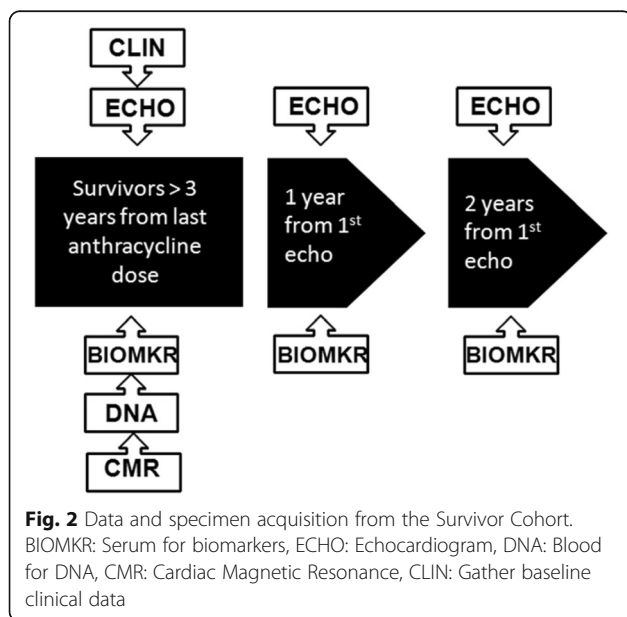 CLIN
ECHO
ECHO
ECHO
Survivors > 3
years from last
anthracycline
dose
1 year
from 1st
echo
2 years
from 1st
echo
BIOMKR
BIOMKR
BIOMKR
DNA
CMR
Fig. 2 Data and specimen acquisition from the Survivor Cohort.
BIOMKR: Serum for biomarkers, ECHO: Echocardiogram, DNA: Blood
for DNA, CMR: Cardiac Magnetic Resonance, CLIN: Gather baseline
clinical data